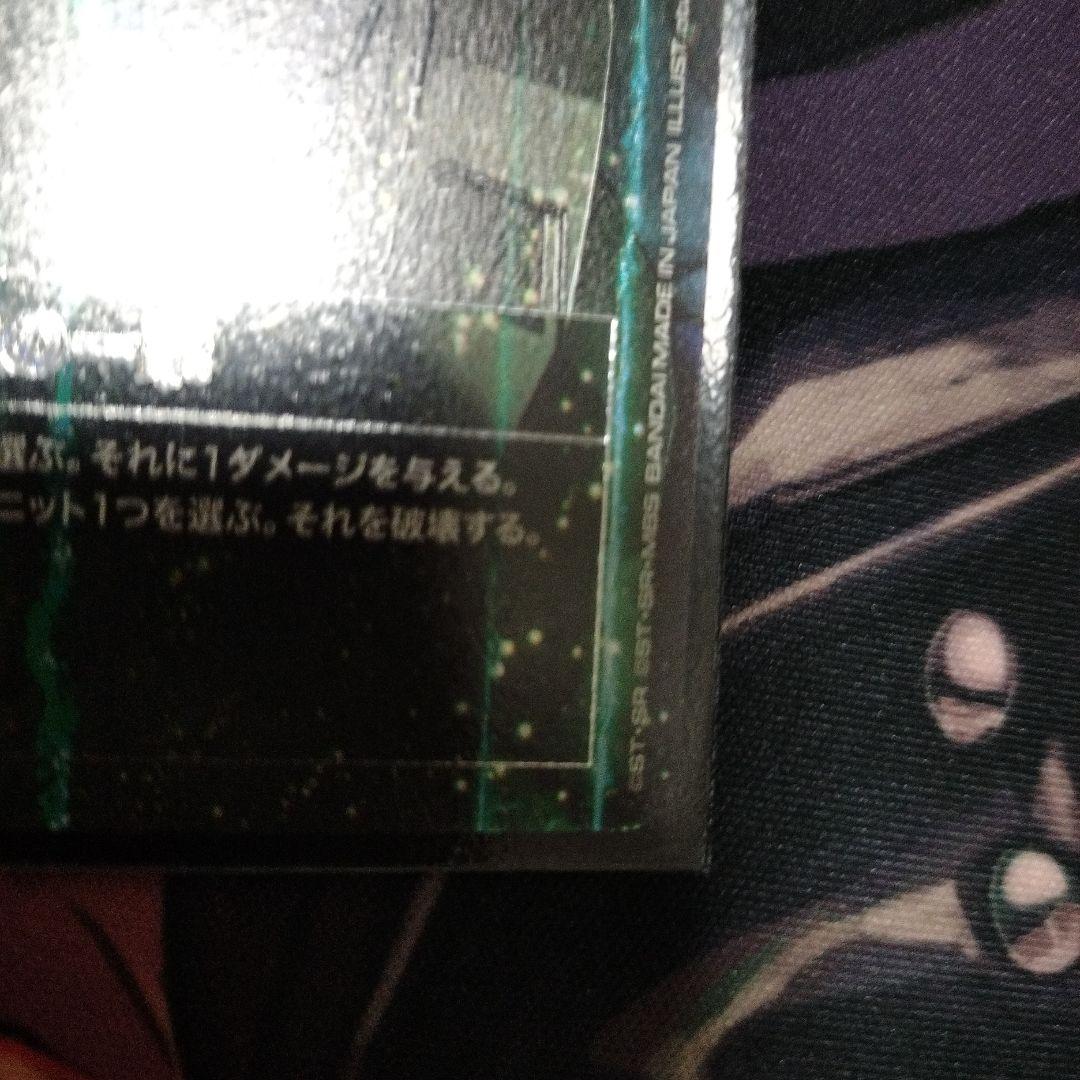 選ぶ。それに1ダメージを与える。
ニット1つを選ぶ。それを破壊する。
BANDAI MADE IN JAPAN ILLUST